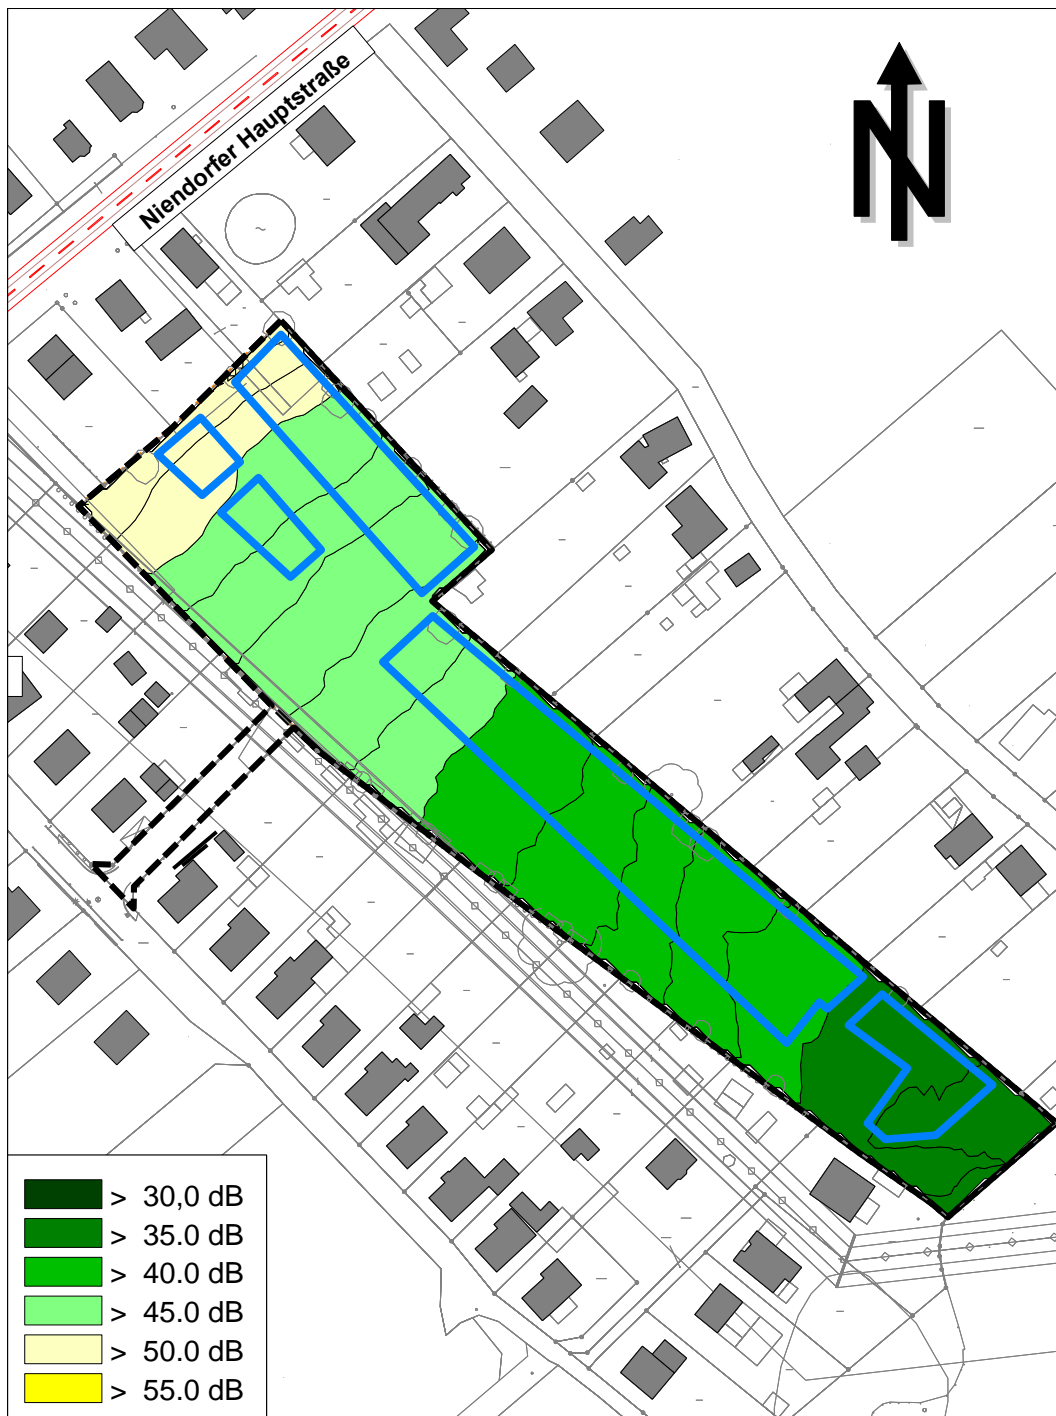 Niendorfer Hauptstraße
N
> 30,0 dB
> 35.0 dB
> 40.0 dB
> 45.0 dB
> 50.0 dB
> 55.0 dB